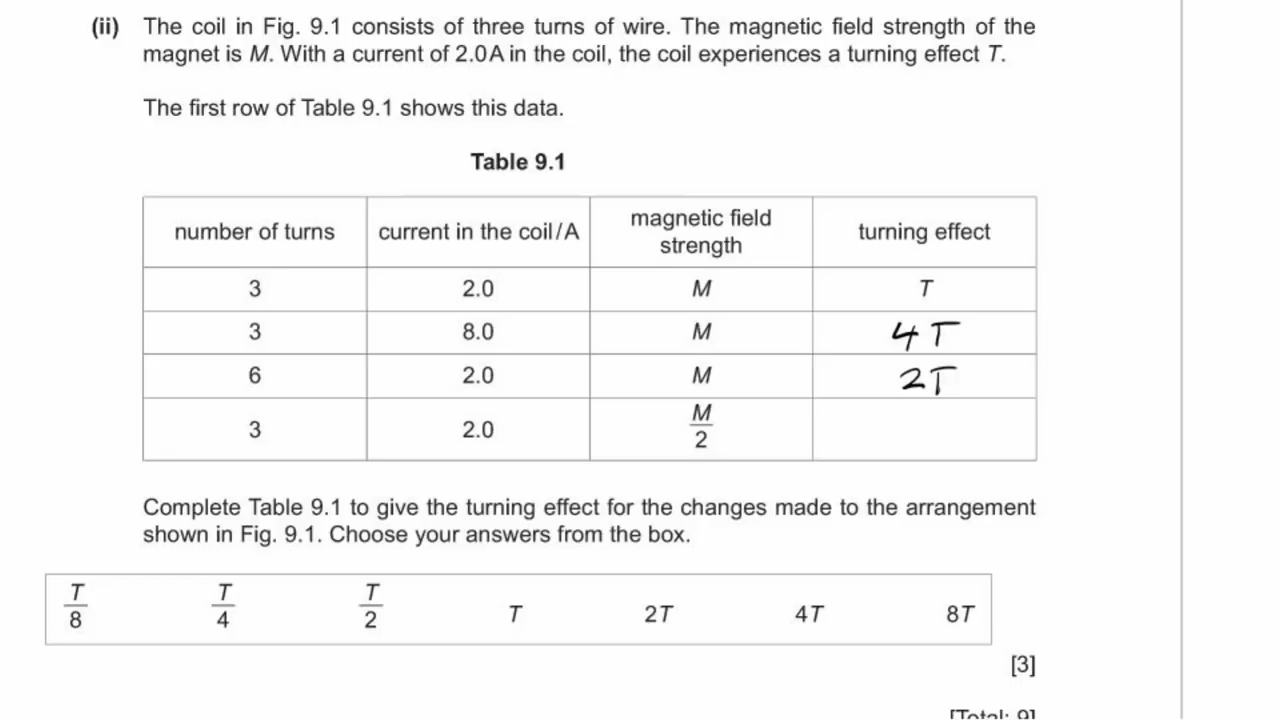 (ii) The coil in Fig. 9.1 consists of three turns of wire. The magnetic field strength of the
magnet is M. With a current of 2.0A in the coil, the coil experiences a turning effect T.
The first row of Table 9.1 shows this data.
Table 9.1
number of turns current in the coil/A magnetic field strength turning effect
3 2.0 M T
3 8.0 M 4T
6 2.0 M 2T
3 2.0 M/2
Complete Table 9.1 to give the turning effect for the changes made to the arrangement
shown in Fig. 9.1. Choose your answers from the box.
T/8 T/4 T/2 T 2T 4T 8T
[3]
[Total: 9]